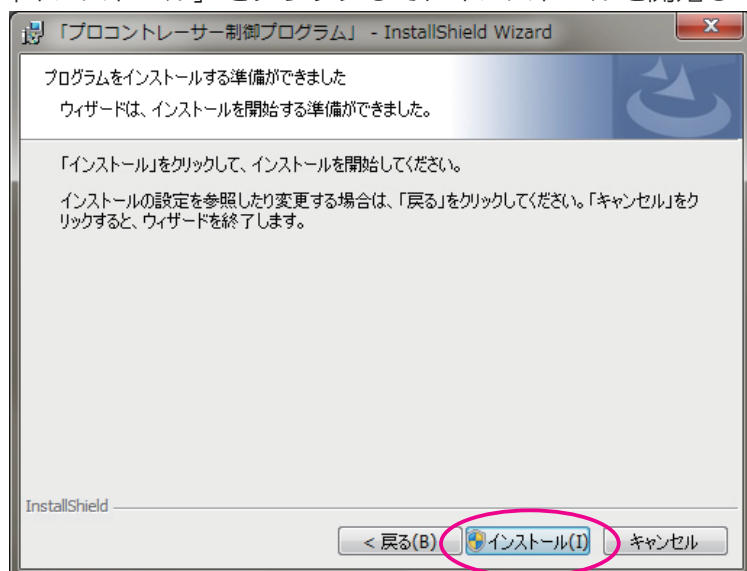 「プロコントレーサー制御プログラム」 - InstallShield Wizard
プログラムをインストールする準備ができました
ウィザードは、インストールを開始する準備ができました。
「インストール」をクリックして、インストールを開始してください。
インストールの設定を参照したり変更する場合は、「戻る」をクリックしてください。「キャンセル」をク
リックすると、ウィザードを終了します。
InstallShield
< 戻る(B)
インストール(I)
キャンセル